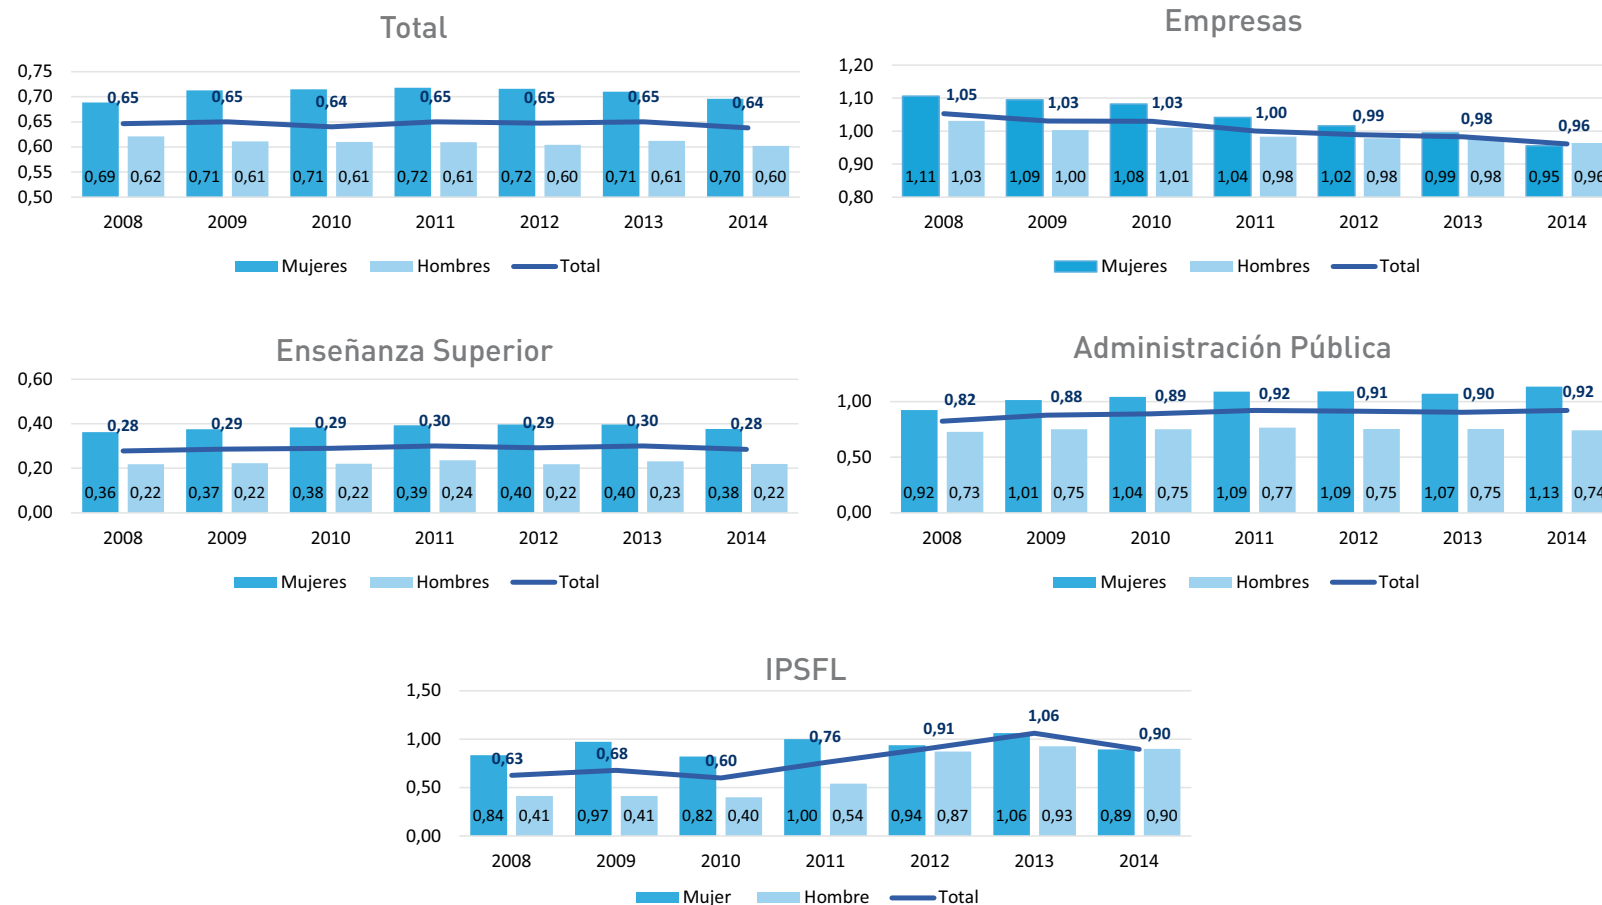 Total
0,75
0,70
0,65
0,60
0,55
0,50
0,65 0,65 0,64 0,65 0,65 0,65 0,64
0,69 0,62 0,71 0,61 0,71 0,61 0,72 0,61 0,72 0,60 0,71 0,61 0,70 0,60
2008 2009 2010 2011 2012 2013 2014
Mujeres Hombres Total
Empresas
1,20
1,10
1,00
0,90
0,80
1,05 1,03 1,03 1,00 0,99 0,98 0,96
1,11 1,03 1,09 1,00 1,08 1,01 1,04 0,98 1,02 0,98 0,99 0,98 0,95 0,96
2008 2009 2010 2011 2012 2013 2014
Mujeres Hombres Total
Enseñanza Superior
0,60
0,40
0,20
0,00
0,28 0,29 0,29 0,30 0,29 0,30 0,28
0,36 0,22 0,37 0,22 0,38 0,22 0,39 0,24 0,40 0,22 0,40 0,23 0,38 0,22
2008 2009 2010 2011 2012 2013 2014
Mujeres Hombres Total
Administración Pública
1,00
0,50
0,00
0,82 0,88 0,89 0,92 0,91 0,90 0,92
0,92 0,73 1,01 0,75 1,04 0,75 1,09 0,77 1,09 0,75 1,07 0,75 1,13 0,74
2008 2009 2010 2011 2012 2013 2014
Mujeres Hombres Total
IPSFL
1,50
1,00
0,50
0,00
0,63 0,68 0,60 0,76 0,91 1,06 0,90
0,84 0,41 0,97 0,41 0,82 0,40 1,00 0,54 0,94 0,87 1,06 0,93 0,89 0,90
2008 2009 2010 2011 2012 2013 2014
Mujer Hombre Total